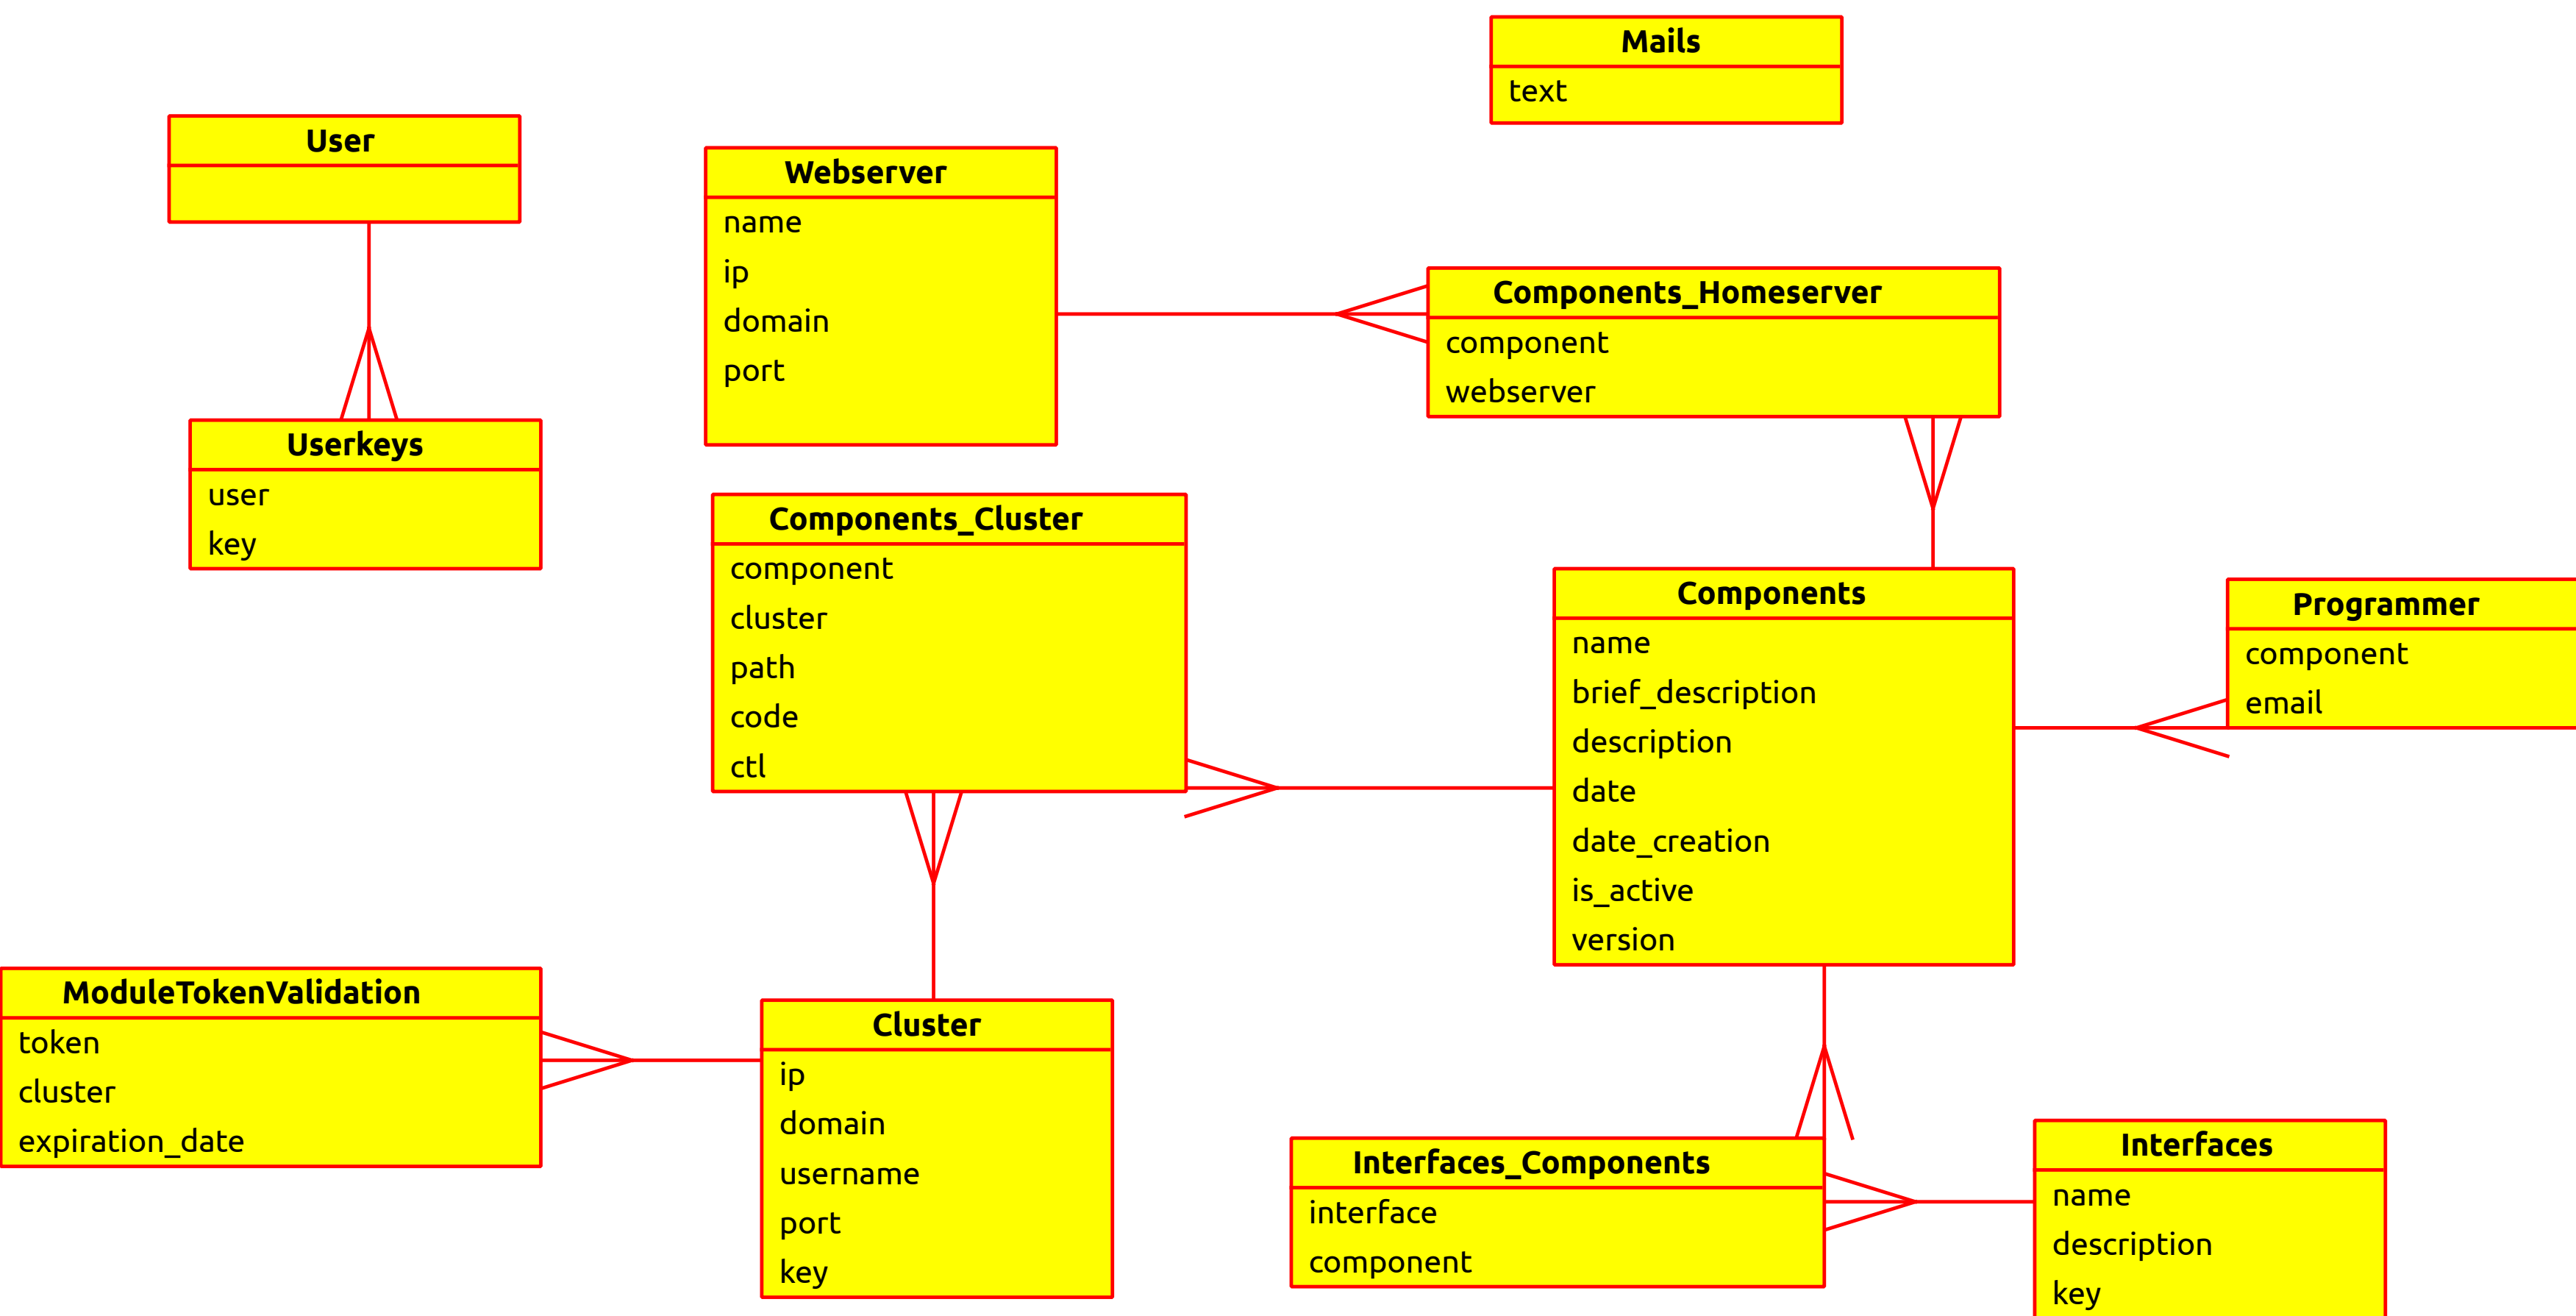 Mails
text
User
Webserver
name
ip
domain
port
Components_Homeserver
component
webserver
Userkeys
user
key
Components_Cluster
component
cluster
path
code
ctl
Components
name
brief_description
description
date
date_creation
is_active
version
Programmer
component
email
ModuleTokenValidation
token
cluster
expiration_date
Cluster
ip
domain
username
port
key
Interfaces_Components
interface
component
Interfaces
name
description
key